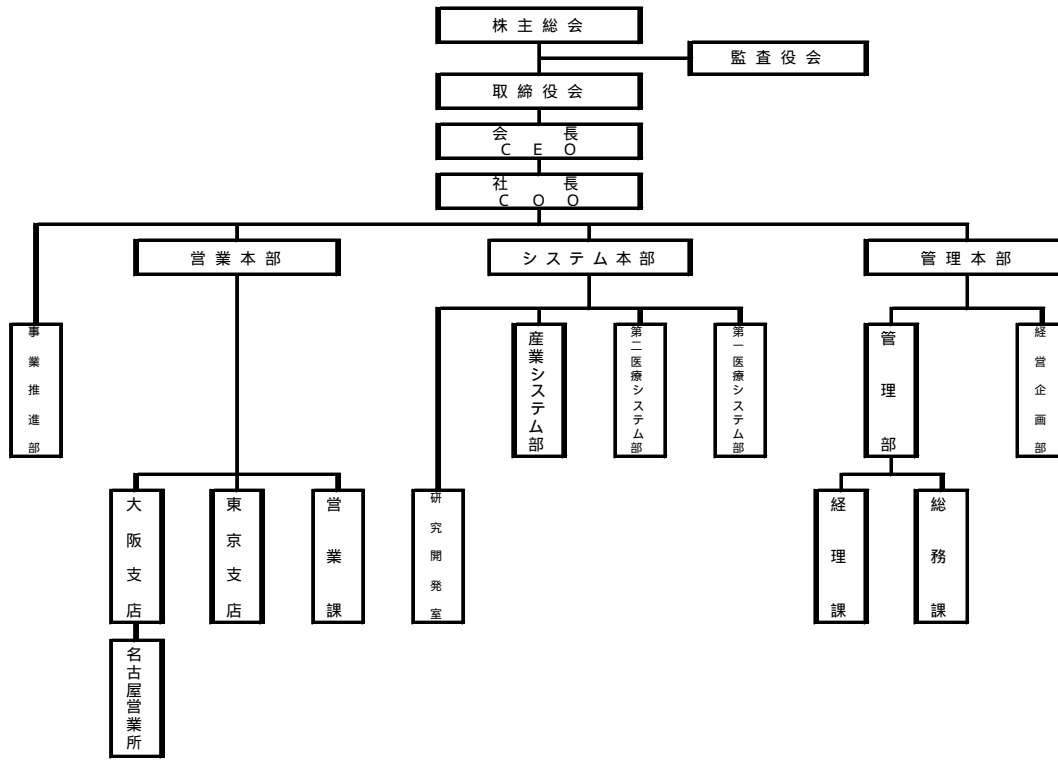 株主総会
監査役会
取締役会
会長
CEO
社長
COO
営業本部
システム本部
管理本部
事業推進部
産業システム部
第二医療システム部
第一医療システム部
管理部
経営企画部
大阪支店
東京支店
営業課
研究開発室
経理課
総務課
名古屋営業所